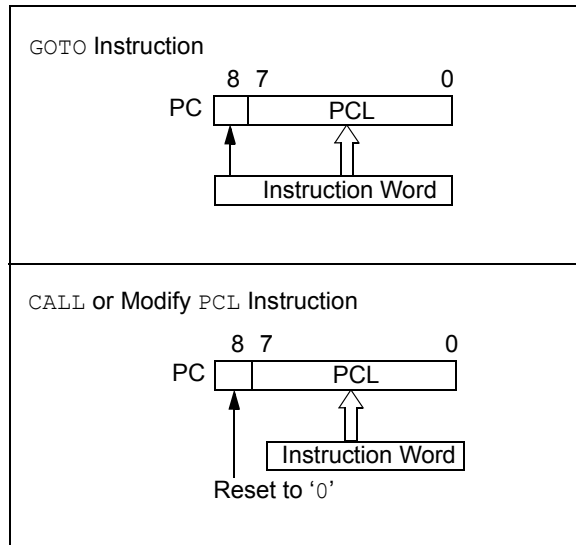 GOTO Instruction
8 7 0
PC PCL
Instruction Word
CALL or Modify PCL Instruction
8 7 0
PC PCL
Instruction Word
Reset to ‘0’